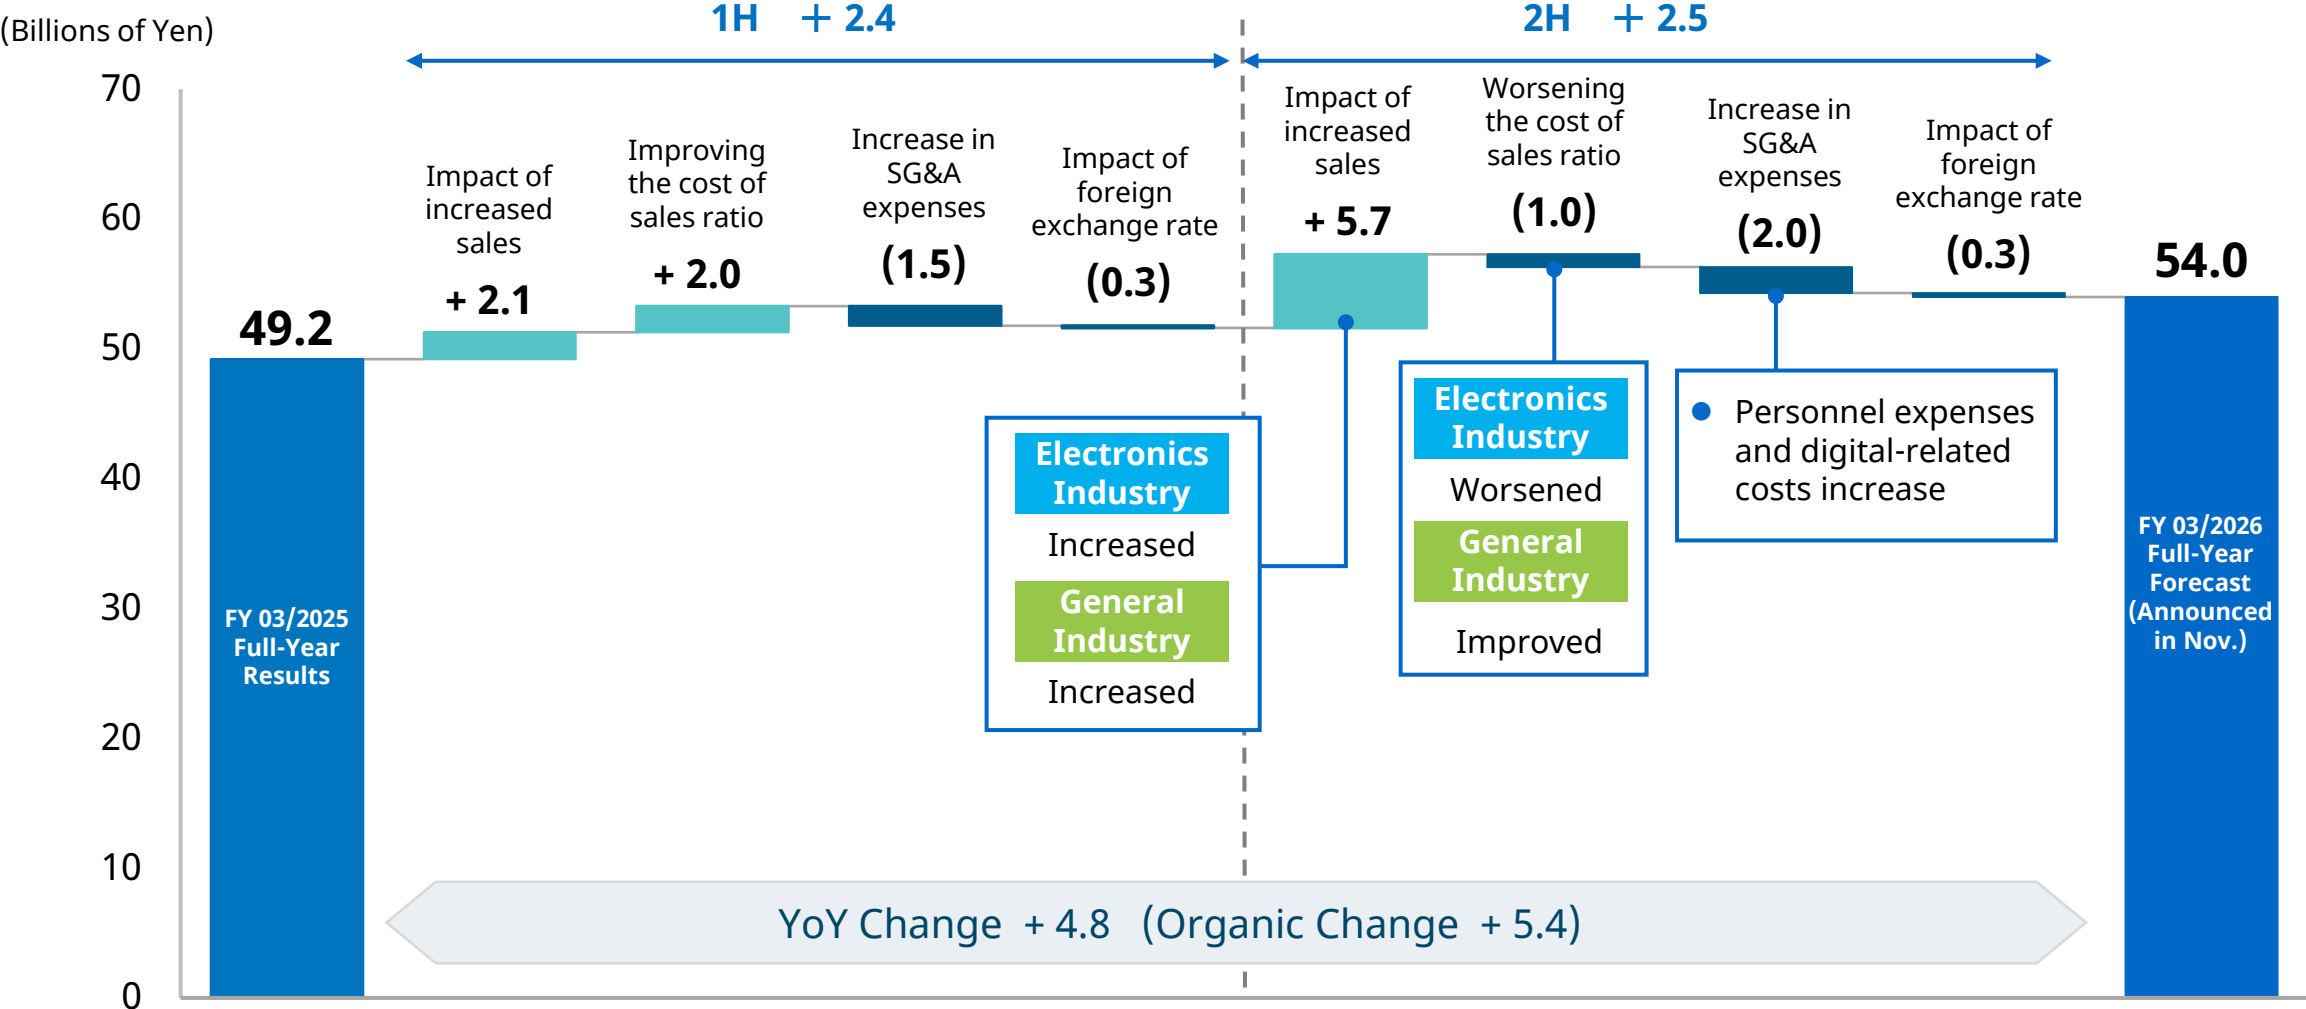 (Billions of Yen)
1H ＋ 2.4
2H ＋ 2.5
70
60
50
40
30
20
10
0
49.2
FY 03/2025
Full-Year
Results
Impact of
increased
sales
+ 2.1
Improving
the cost of
sales ratio
+ 2.0
Increase in
SG&A
expenses
(1.5)
Impact of
foreign
exchange rate
(0.3)
Impact of
increased
sales
+ 5.7
Worsening
the cost of
sales ratio
(1.0)
Increase in
SG&A
expenses
(2.0)
Impact of
foreign
exchange rate
(0.3)
54.0
FY 03/2026
Full-Year
Forecast
(Announced
in Nov.)
Electronics
Industry
Increased
General
Industry
Increased
Electronics
Industry
Worsened
General
Industry
Improved
● Personnel expenses
and digital-related
costs increase
YoY Change + 4.8 (Organic Change + 5.4)